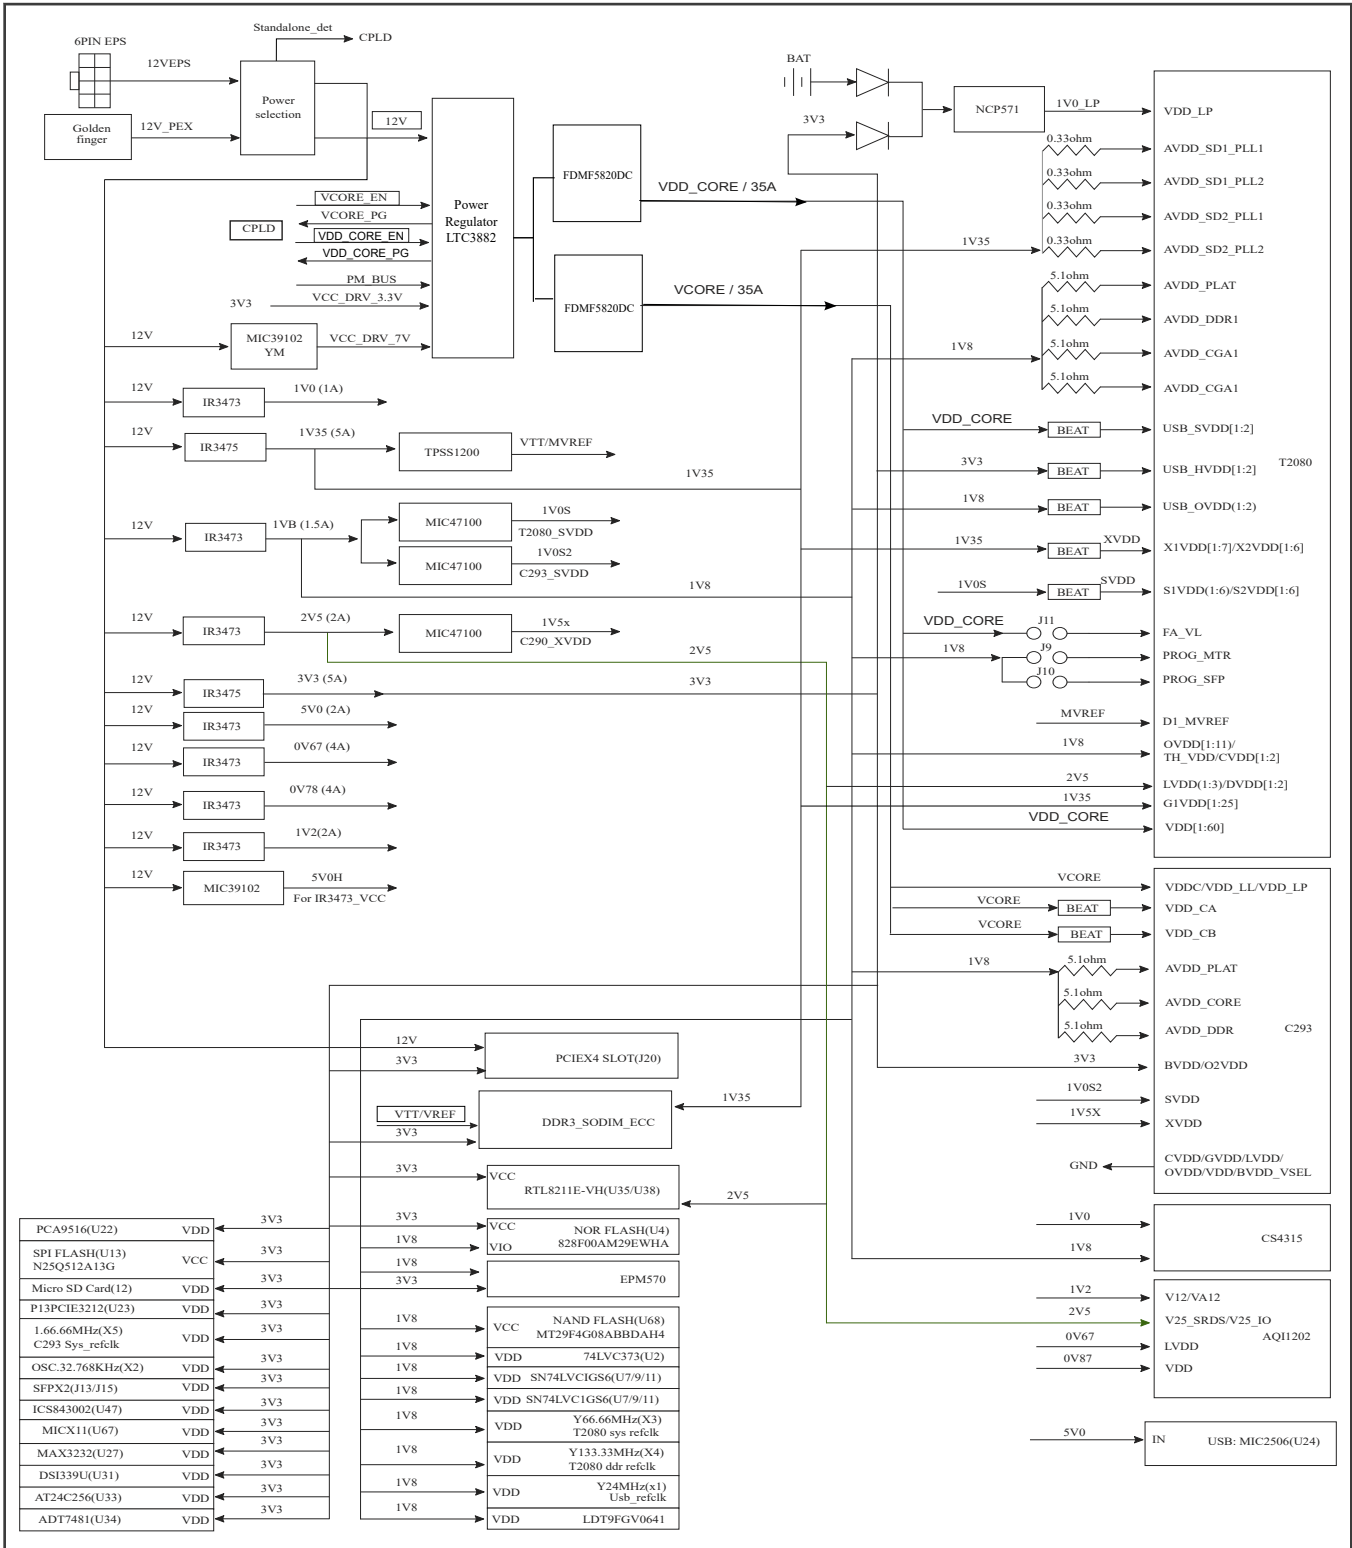 Standalone_det
CPLD
6PIN EPS
12VEPS
Power
selection
Golden
finger
12V_PEX
12V
VCORE_EN
VCORE_PG
CPLD
VDD_CORE_EN
VDD_CORE_PG
PM_BUS
3V3
VCC_DRV_3.3V
Power
Regulator
LTC3882
FDMF5820DC
VDD_CORE / 35A
FDMF5820DC
VCORE / 35A
12V
MIC39102
YM
VCC_DRV_7V
12V
IR3473
1V0 (1A)
12V
IR3475
1V35 (5A)
TPSS1200
VTT/MVREF
1V35
12V
IR3473
1VB (1.5A)
MIC47100
1V0S
T2080_SVDD
MIC47100
1V0S2
C293_SVDD
1V8
12V
IR3473
2V5 (2A)
MIC47100
1V5x
C290_XVDD
2V5
12V
IR3475
3V3 (5A)
3V3
12V
IR3473
5V0 (2A)
12V
IR3473
0V67 (4A)
12V
IR3473
0V78 (4A)
12V
IR3473
1V2(2A)
12V
MIC39102
5V0H
For IR3473_VCC
BAT
3V3
NCP571
1V0_LP
VDD_LP
0.33ohm
AVDD_SD1_PLL1
0.33ohm
AVDD_SD1_PLL2
0.33ohm
AVDD_SD2_PLL1
1V35
0.33ohm
AVDD_SD2_PLL2
5.1ohm
AVDD_PLAT
5.1ohm
AVDD_DDR1
1V8
5.1ohm
AVDD_CGA1
5.1ohm
AVDD_CGA1
VDD_CORE
BEAT
USB_SVDD[1:2]
T2080
3V3
BEAT
USB_HVDD[1:2]
1V8
BEAT
USB_OVDD(1:2)
1V35
BEAT
XVDD
X1VDD[1:7]/X2VDD[1:6]
1V0S
BEAT
SVDD
S1VDD(1:6)/S2VDD[1:6]
VDD_CORE
J11
FA_VL
1V8
J9
PROG_MTR
J10
PROG_SFP
MVREF
D1_MVREF
1V8
OVDD[1:11)/
TH_VDD/CVDD[1:2]
2V5
LVDD(1:3)/DVDD[1:2]
1V35
G1VDD[1:25]
VDD_CORE
VDD[1:60]
VCORE
VDDC/VDD_LL/VDD_LP
VCORE
BEAT
VDD_CA
VCORE
BEAT
VDD_CB
1V8
5.1ohm
AVDD_PLAT
5.1ohm
AVDD_CORE
5.1ohm
AVDD_DDR
C293
3V3
BVDD/O2VDD
1V0S2
SVDD
1V5X
XVDD
GND
CVDD/GVDD/LVDD/
OVDD/VDD/BVDD_VSEL
1V0
1V8
CS4315
1V2
V12/VA12
2V5
V25_SRDS/V25_IO
AQI1202
0V67
LVDD
0V87
VDD
5V0
IN
USB: MIC2506(U24)
12V
3V3
PCIEX4 SLOT(J20)
VTT/VREF
3V3
DDR3_SODIM_ECC
1V35
3V3
VCC
RTL8211E-VH(U35/U38)
2V5
3V3
VCC
NOR FLASH(U4)
1V8
VIO
828F00AM29EWHA
1V8
3V3
EPM570
1V8
VCC
NAND FLASH(U68)
MT29F4G08ABBDAH4
1V8
VDD
74LVC373(U2)
1V8
VDD
SN74LVCIGS6(U7/9/11)
1V8
VDD
SN74LVC1GS6(U7/9/11)
1V8
VDD
Y66.66MHz(X3)
T2080 sys refclk
1V8
VDD
Y133.33MHz(X4)
T2080 ddr refclk
1V8
VDD
Y24MHz(x1)
Usb_refclk
1V8
VDD
LDT9FGV0641
PCA9516(U22)
VDD
3V3
SPI FLASH(U13)
N25Q512A13G
VCC
3V3
Micro SD Card(12)
VDD
3V3
P13PCIE3212(U23)
VDD
3V3
1.66.66MHz(X5)
C293 Sys_refclk
VDD
3V3
OSC.32.768KHz(X2)
VDD
3V3
SFPX2(J13/J15)
VDD
3V3
ICS843002(U47)
VDD
3V3
MICX11(U67)
VDD
3V3
MAX3232(U27)
VDD
3V3
DSI339U(U31)
VDD
3V3
AT24C256(U33)
VDD
3V3
ADT7481(U34)
VDD
3V3